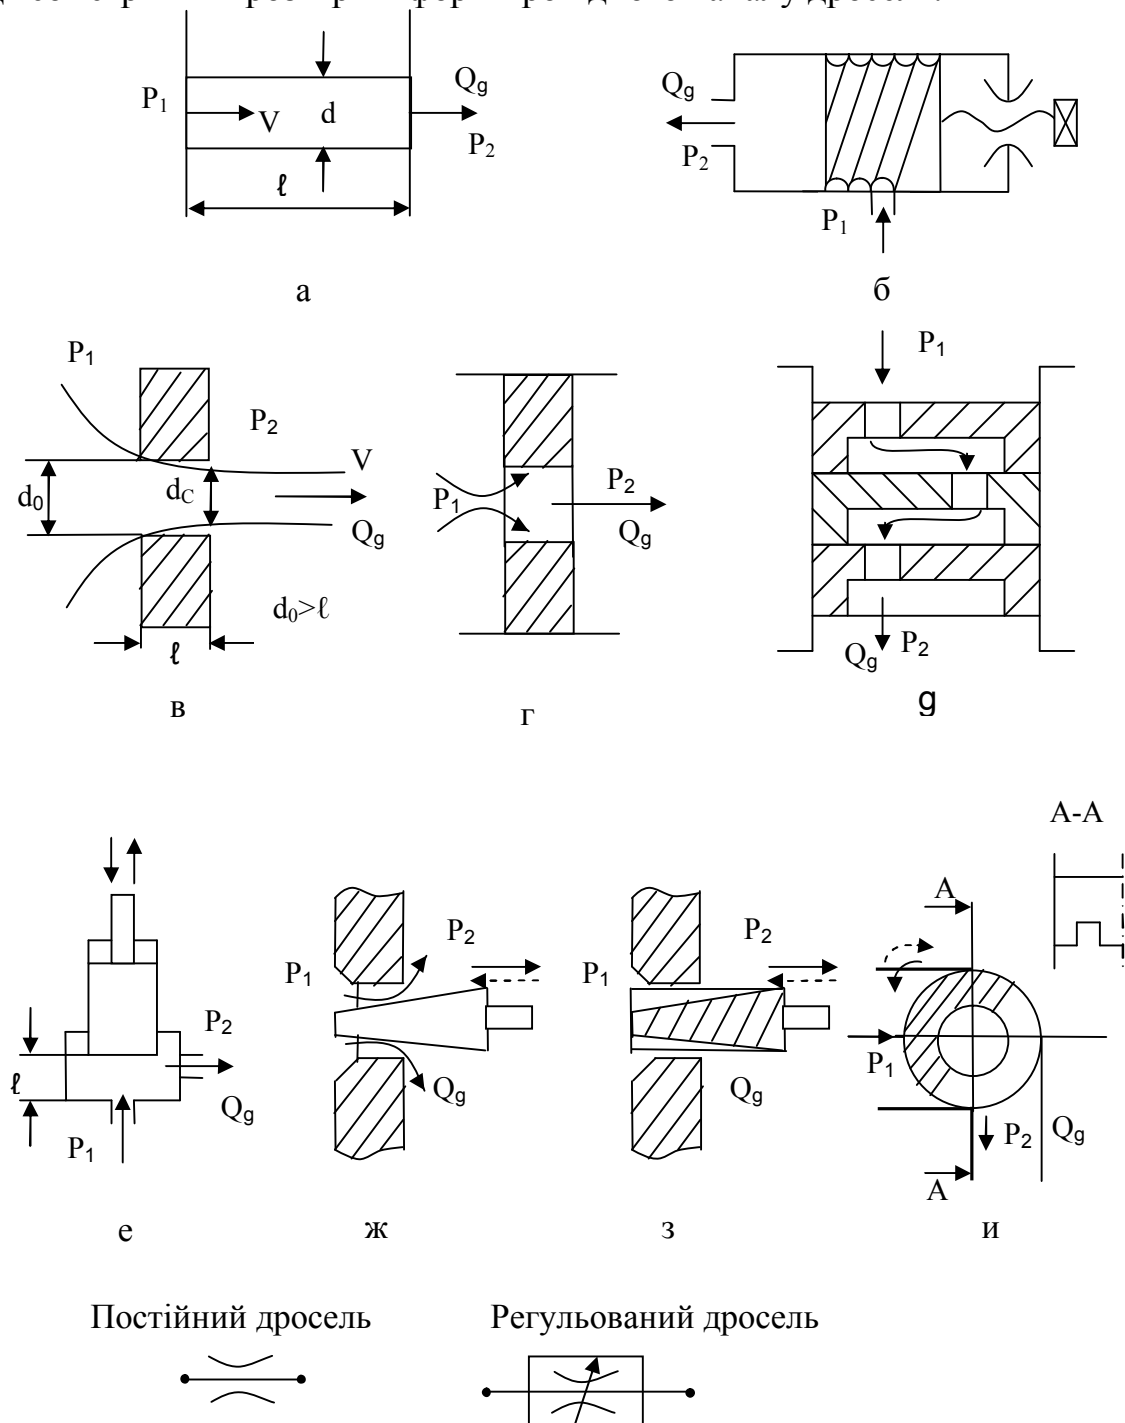 P₁
V
d
Qg
P₂
ℓ
а
Qg
P₂
P₁
б
P₁
P₂
V
d₀
dC
Qg
d₀>ℓ
ℓ
в
P₁
P₂
Qg
г
P₁
Qg
P₂
g
P₂
ℓ
Qg
P₁
е
P₁
P₂
Qg
ж
P₁
P₂
Qg
з
А-А
А
P₁
P₂
Qg
А
и
Постійний дросель
Регульований дросель